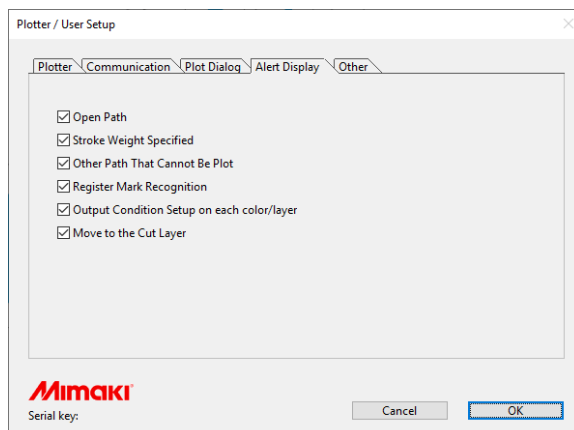 Plotter / User Setup
Plotter Communication Plot Dialog Alert Display Other
Open Path
Stroke Weight Specified
Other Path That Cannot Be Plot
Register Mark Recognition
Output Condition Setup on each color/layer
Move to the Cut Layer
Mimaki
Serial key:
Cancel OK